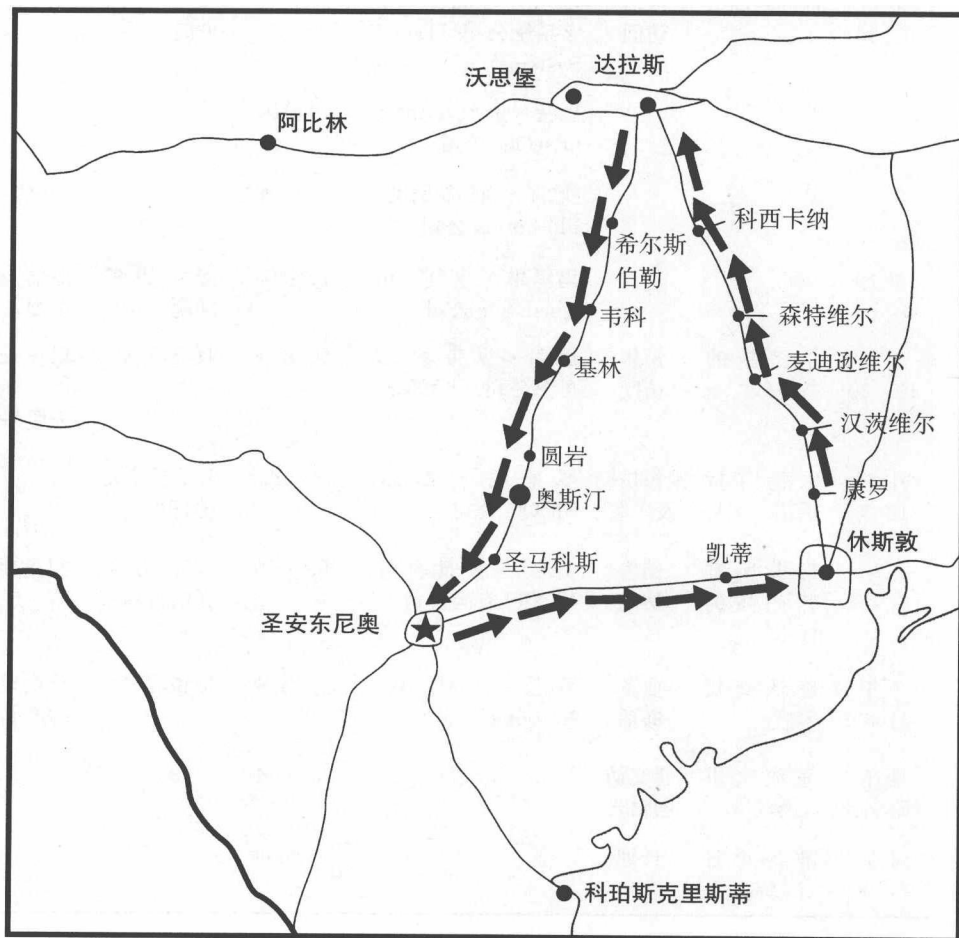 沃思堡
达拉斯
阿比林
科西卡纳
希尔斯
伯勒
韦科
森特维尔
基林
麦迪逊维尔
汉茨维尔
圆岩
奥斯汀
康罗
休斯敦
凯蒂
圣马科斯
圣安东尼奥
科珀斯克里斯蒂